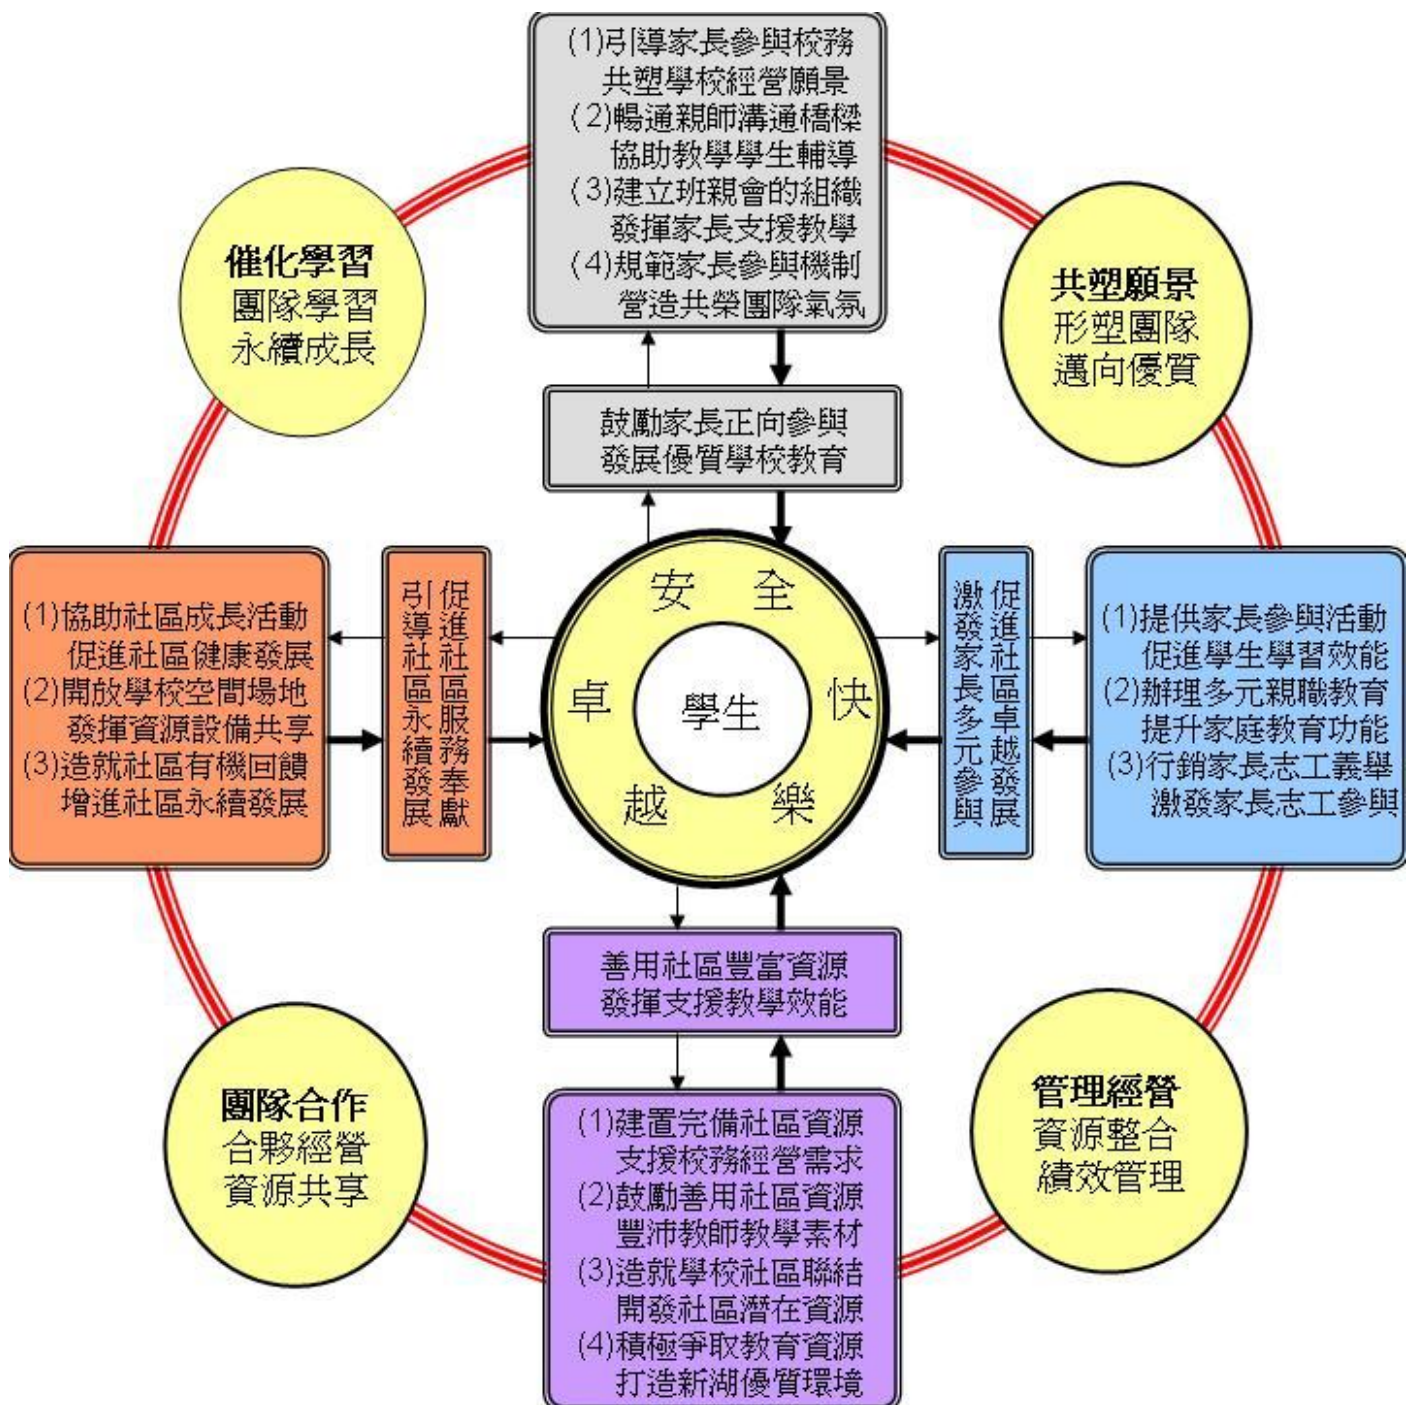 (1)引導家長參與校務
共塑學校經營願景
(2)暢通親師溝通橋樑
協助教學學生輔導
(3)建立班親會的組織
發揮家長支援教學
(4)規範家長參與機制
營造共榮團隊氣氛
催化學習
團隊學習
永續成長
共塑願景
形塑團隊
邁向優質
鼓勵家長正向參與
發展優質學校教育
(1)協助社區成長活動
促進社區健康發展
(2)開放學校空間場地
發揮資源設備共享
(3)造就社區有機回饋
增進社區永續發展
促進社區服務奉獻
引導社區永續發展
安全
快樂
卓越
學生
促進社區卓越發展
激發家長多元參與
(1)提供家長參與活動
促進學生學習效能
(2)辦理多元親職教育
提升家庭教育功能
(3)行銷家長志工義舉
激發家長志工參與
善用社區豐富資源
發揮支援教學效能
團隊合作
合夥經營
資源共享
管理經營
資源整合
績效管理
(1)建置完備社區資源
支援校務經營需求
(2)鼓勵善用社區資源
豐沛教師教學素材
(3)造就學校社區聯結
開發社區潛在資源
(4)積極爭取教育資源
打造新湖優質環境